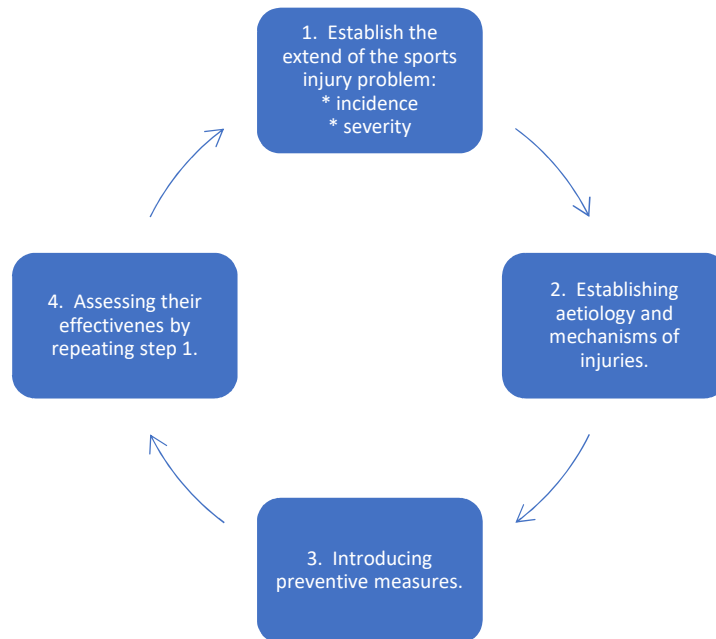 1. Establish the
extend of the sports
injury problem:
* incidence
* severity
2. Establishing
aetiology and
mechanisms of
injuries.
3. Introducing
preventive measures.
4. Assessing their
effectivenes by
repeating step 1.